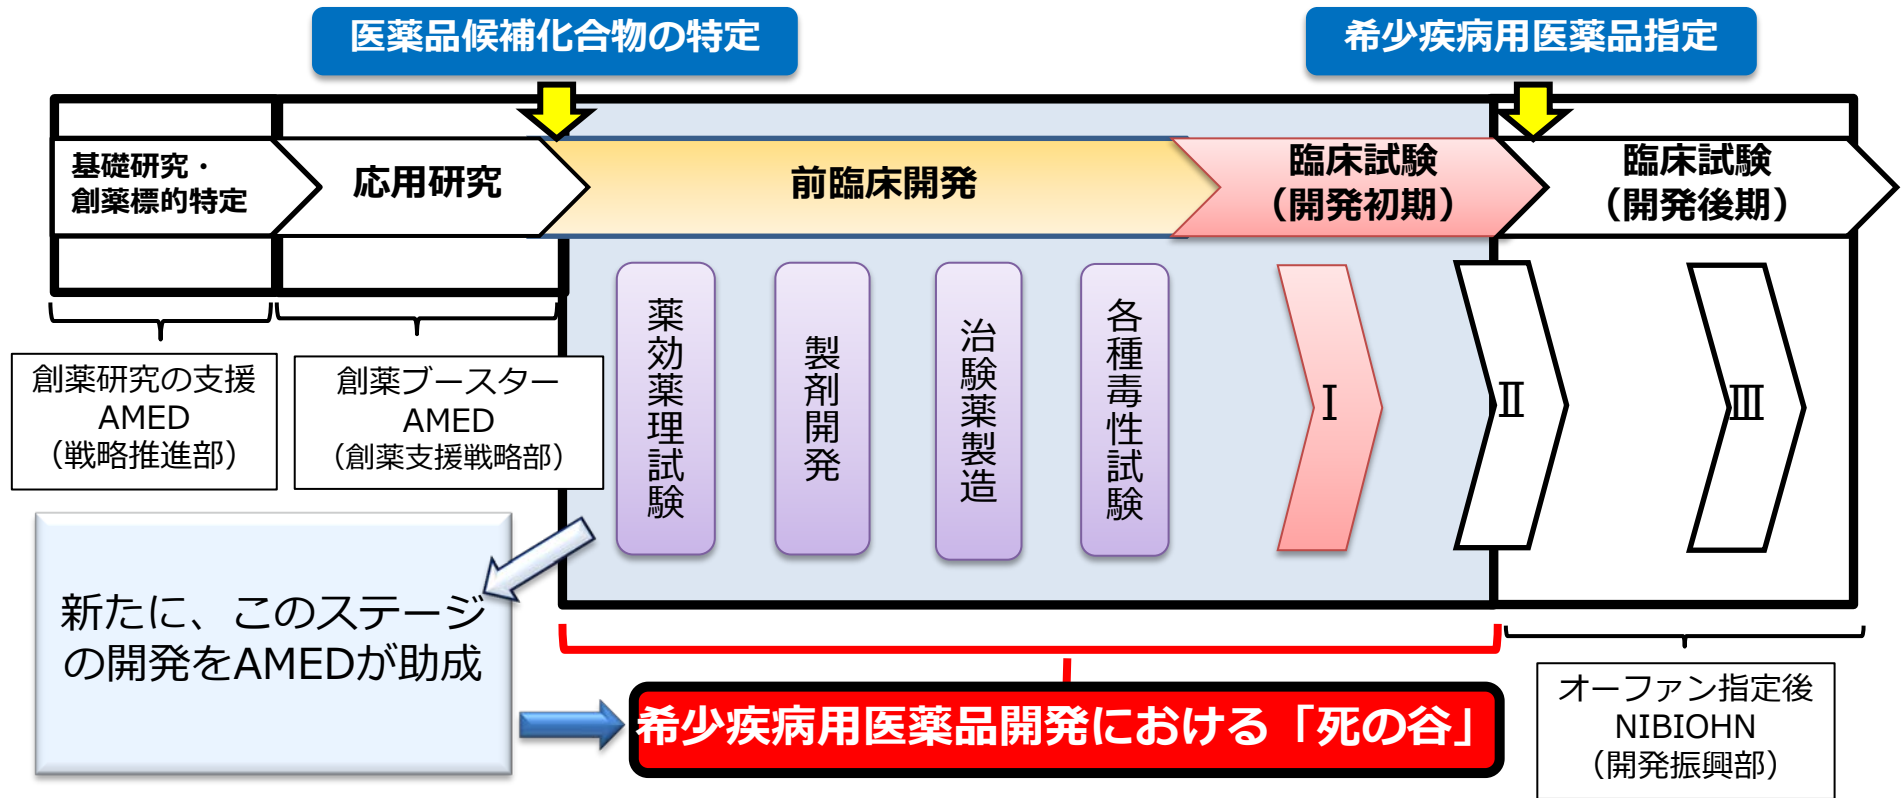 医薬品候補化合物の特定
希少疾病用医薬品指定
基礎研究・
創薬標的特定
応用研究
前臨床開発
臨床試験
（開発初期）
臨床試験
（開発後期）
薬効薬理試験
製剤開発
治験薬製造
各種毒性試験
Ⅰ
Ⅱ
Ⅲ
創薬研究の支援
AMED
（戦略推進部）
創薬ブースター
AMED
（創薬支援戦略部）
新たに、このステージ
の開発をAMEDが助成
希少疾病用医薬品開発における「死の谷」
オーファン指定後
NIBIOHN
（開発振興部）